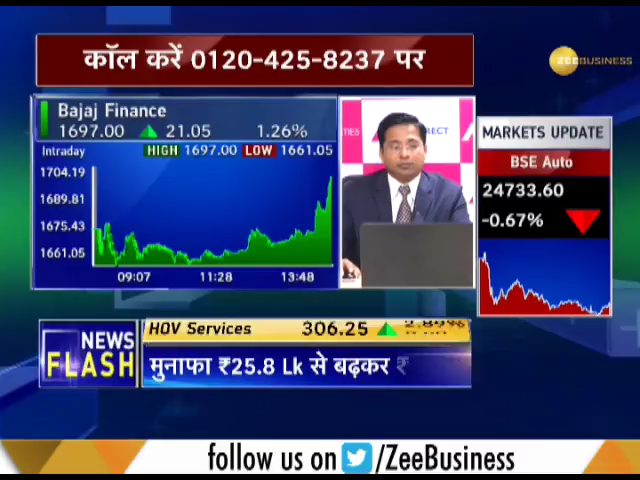 कॉल करें 0120-425-8237 पर
ZEEBUSINESS
Bajaj Finance
1697.00 21.05 1.26%
Intraday HIGH 1697.00 LOW 1661.05
1704.19
1689.81
1675.43
1661.05
09:07 11:28 13:48
TIES DIRECT
MARKETS UPDATE
BSE Auto
24733.60
-0.67%
NEWS
FLASH
HOV Services 306.25
मुनाफा ₹25.8 Lk से बढ़कर
follow us on /ZeeBusiness